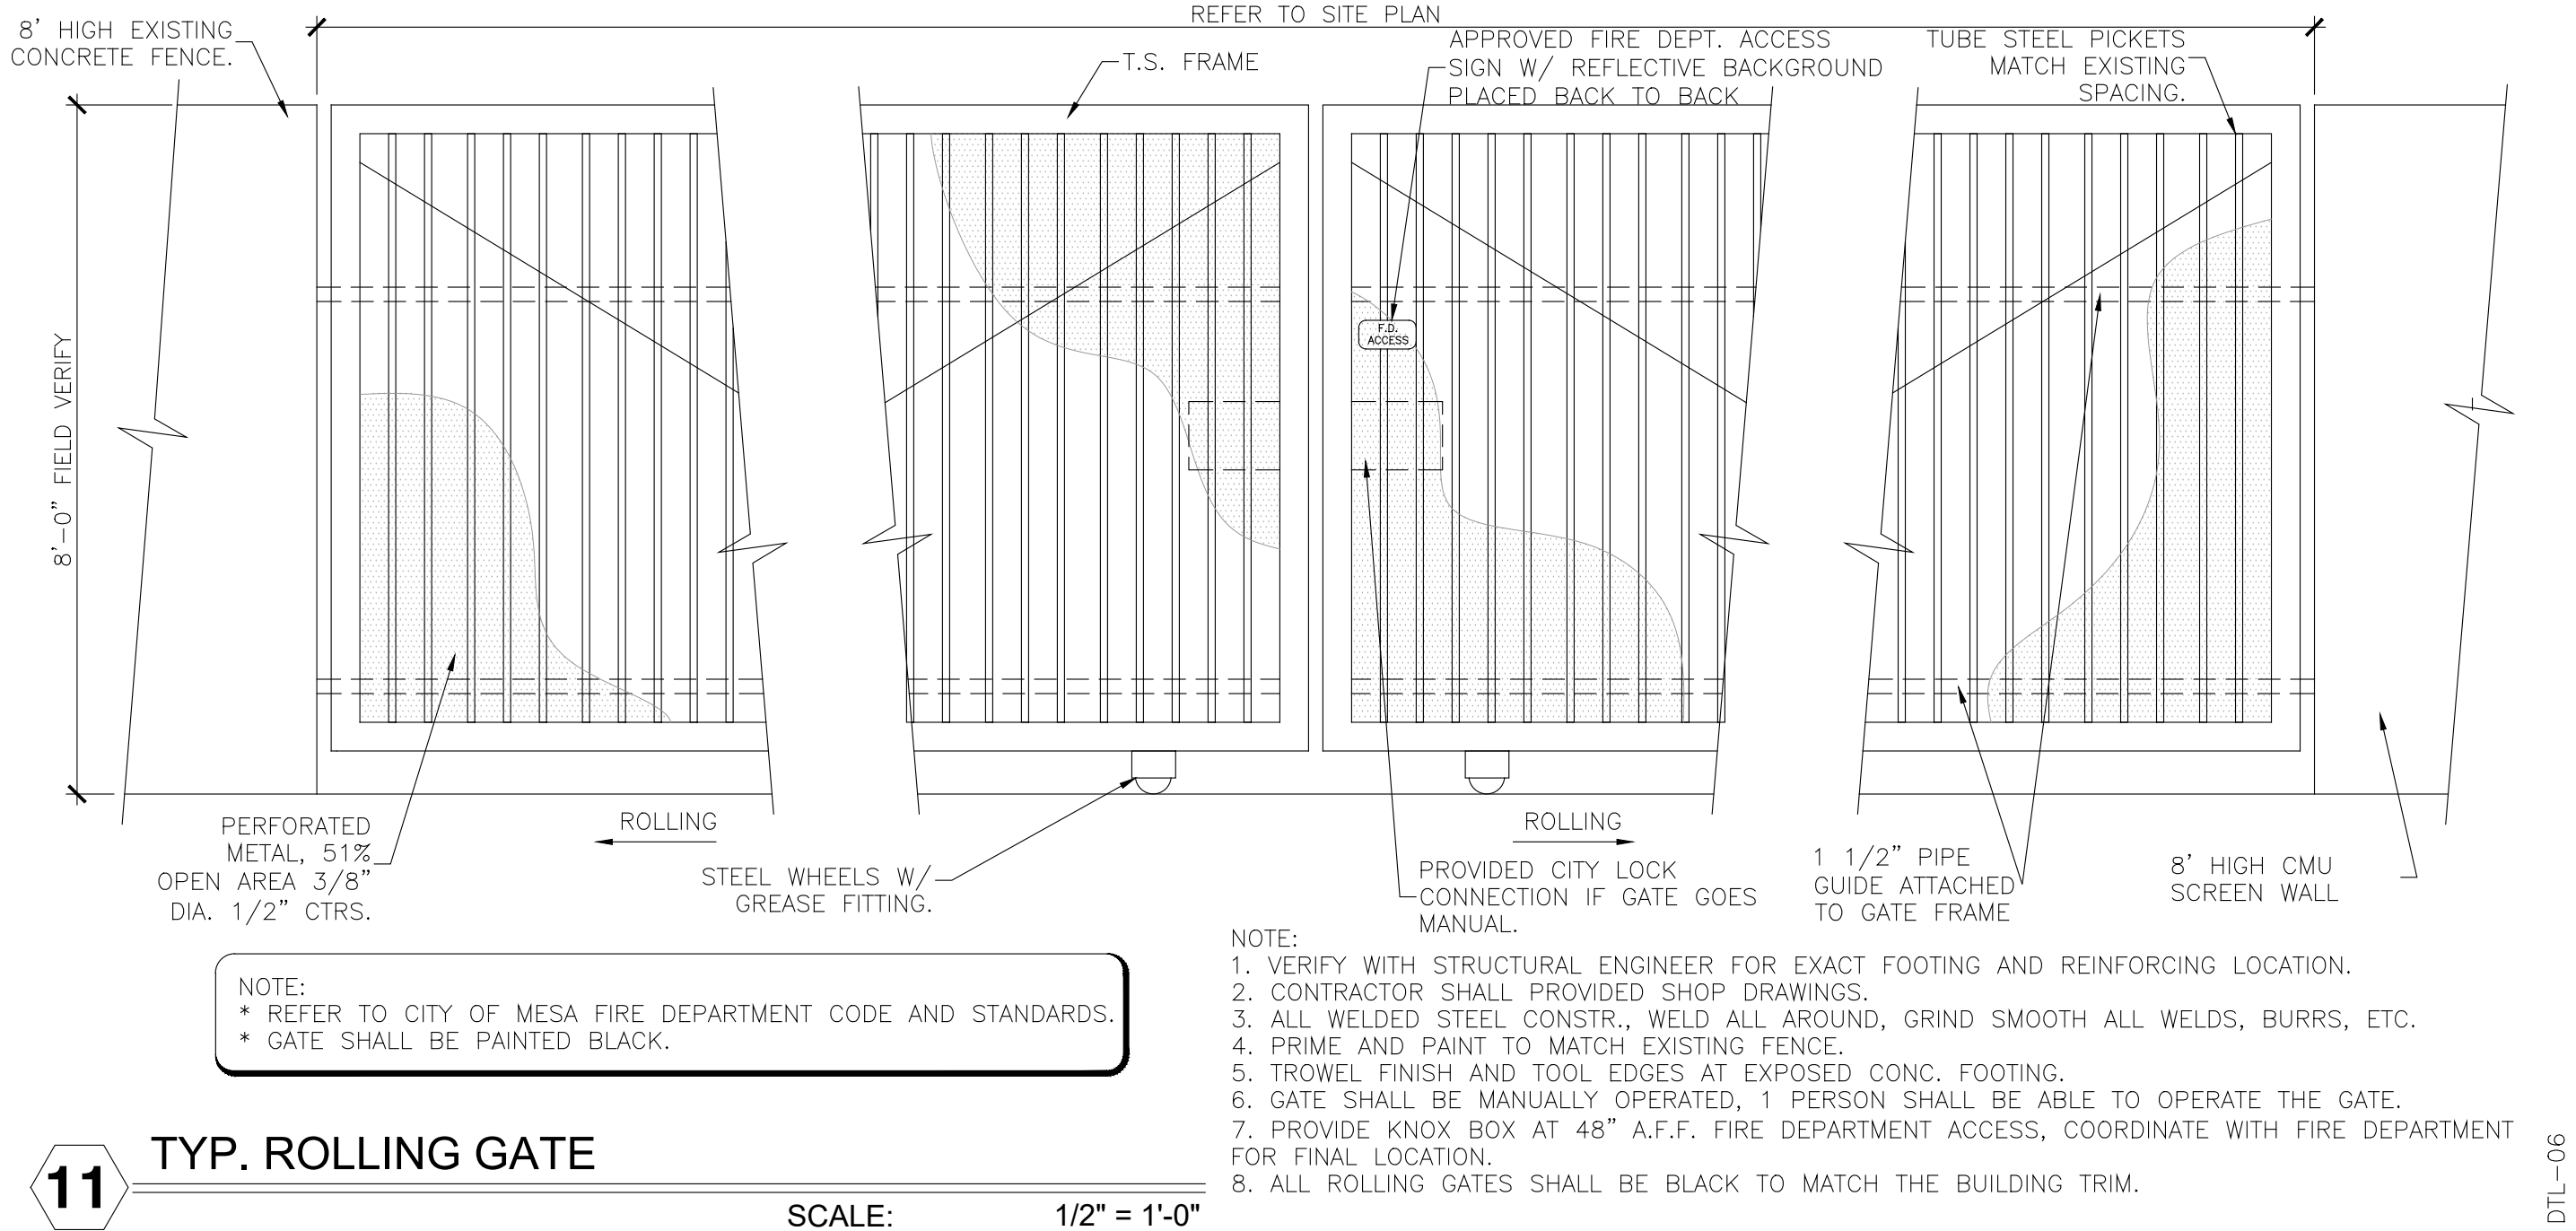 REFER TO SITE PLAN
8' HIGH EXISTING
CONCRETE FENCE.
T.S. FRAME
APPROVED FIRE DEPT. ACCESS
SIGN W/ REFLECTIVE BACKGROUND
PLACED BACK TO BACK
TUBE STEEL PICKETS
MATCH EXISTING
SPACING.
8'-0" FIELD VERIFY
F.D.
ACCESS
PERFORATED
METAL, 51%
OPEN AREA 3/8"
DIA. 1/2" CTRS.
ROLLING
STEEL WHEELS W/
GREASE FITTING.
ROLLING
PROVIDED CITY LOCK
CONNECTION IF GATE GOES
MANUAL.
1 1/2" PIPE
GUIDE ATTACHED
TO GATE FRAME
8' HIGH CMU
SCREEN WALL
NOTE:
* REFER TO CITY OF MESA FIRE DEPARTMENT CODE AND STANDARDS.
* GATE SHALL BE PAINTED BLACK.
NOTE:
1. VERIFY WITH STRUCTURAL ENGINEER FOR EXACT FOOTING AND REINFORCING LOCATION.
2. CONTRACTOR SHALL PROVIDED SHOP DRAWINGS.
3. ALL WELDED STEEL CONSTR., WELD ALL AROUND, GRIND SMOOTH ALL WELDS, BURRS, ETC.
4. PRIME AND PAINT TO MATCH EXISTING FENCE.
5. TROWEL FINISH AND TOOL EDGES AT EXPOSED CONC. FOOTING.
6. GATE SHALL BE MANUALLY OPERATED, 1 PERSON SHALL BE ABLE TO OPERATE THE GATE.
7. PROVIDE KNOX BOX AT 48" A.F.F. FIRE DEPARTMENT ACCESS, COORDINATE WITH FIRE DEPARTMENT
FOR FINAL LOCATION.
8. ALL ROLLING GATES SHALL BE BLACK TO MATCH THE BUILDING TRIM.
11
TYP. ROLLING GATE
SCALE: 1/2" = 1'-0"
DTL-06